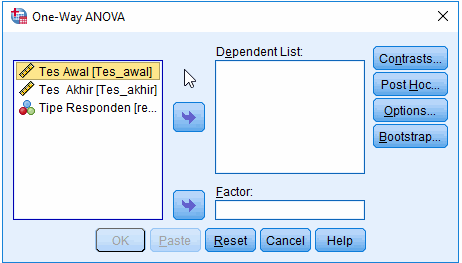 One-Way ANOVA
Dependent List:
Tes Awal [Tes_awal]
Tes Akhir [Tes_akhir]
Tipe Responden [re...
Contrasts...
Post Hoc...
Options...
Bootstrap...
Factor:
OK Paste Reset Cancel Help